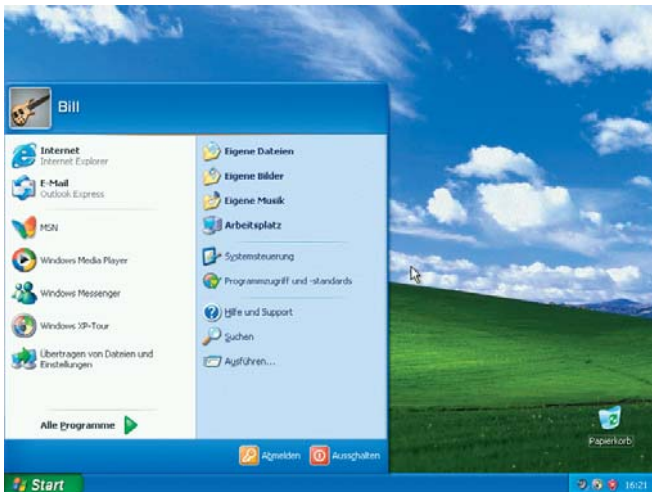 Bill
Internet
Internet Explorer
E-Mail
Outlook Express
MSN
Windows Media Player
Windows Messenger
Windows XP-Tour
Übertragen von Dateien und
Einstellungen
Alle Programme
Eigene Dateien
Eigene Bilder
Eigene Musik
Arbeitsplatz
Systemsteuerung
Programmzugriff und -standards
Hilfe und Support
Suchen
Ausführen...
Abmelden
Ausschalten
Papierkorb
Start
16:21